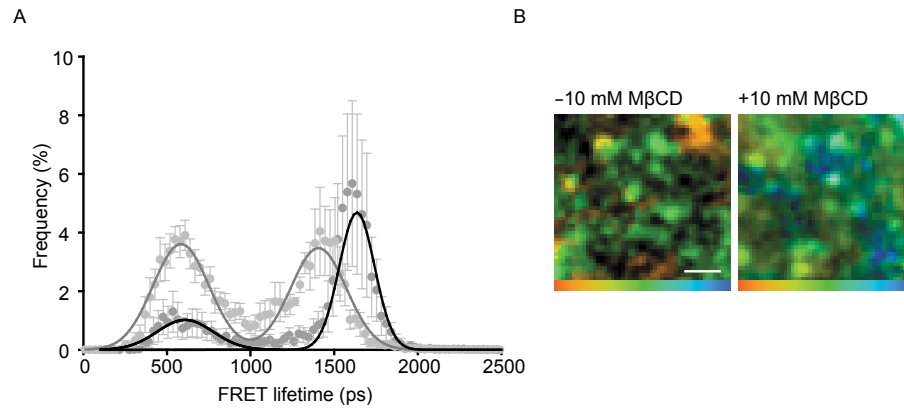 A
B
10
8
6
4
2
0
Frequency (%)
0 500 1000 1500 2000 2500
FRET lifetime (ps)
–10 mM MβCD
+10 mM MβCD